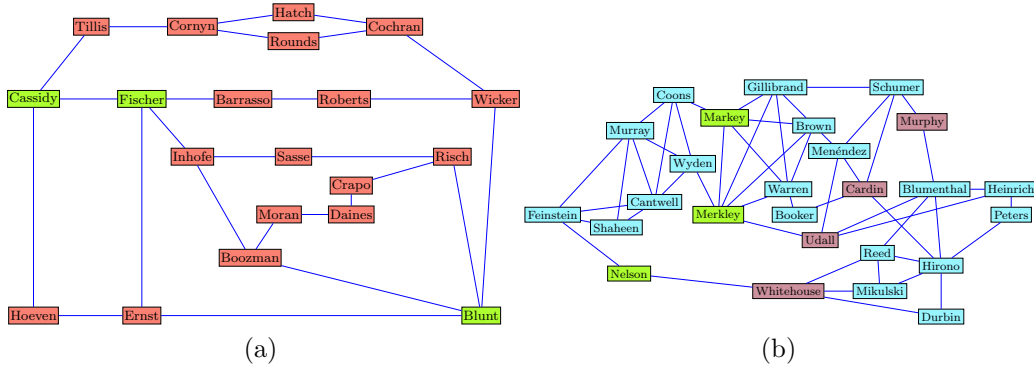 Hatch
Tillis
Cornyn
Cochran
Rounds
Cassidy
Fischer
Barrasso
Roberts
Wicker
Inhofe
Sasse
Risch
Crapo
Moran
Daines
Boozman
Hoeven
Ernst
Blunt
(a)
Coons
Gillibrand
Schumer
Markey
Murphy
Murray
Brown
Menéndez
Wyden
Warren
Cardin
Blumenthal
Heinrich
Cantwell
Feinstein
Merkley
Booker
Peters
Shaheen
Udall
Reed
Hirono
Nelson
Whitehouse
Mikulski
Durbin
(b)